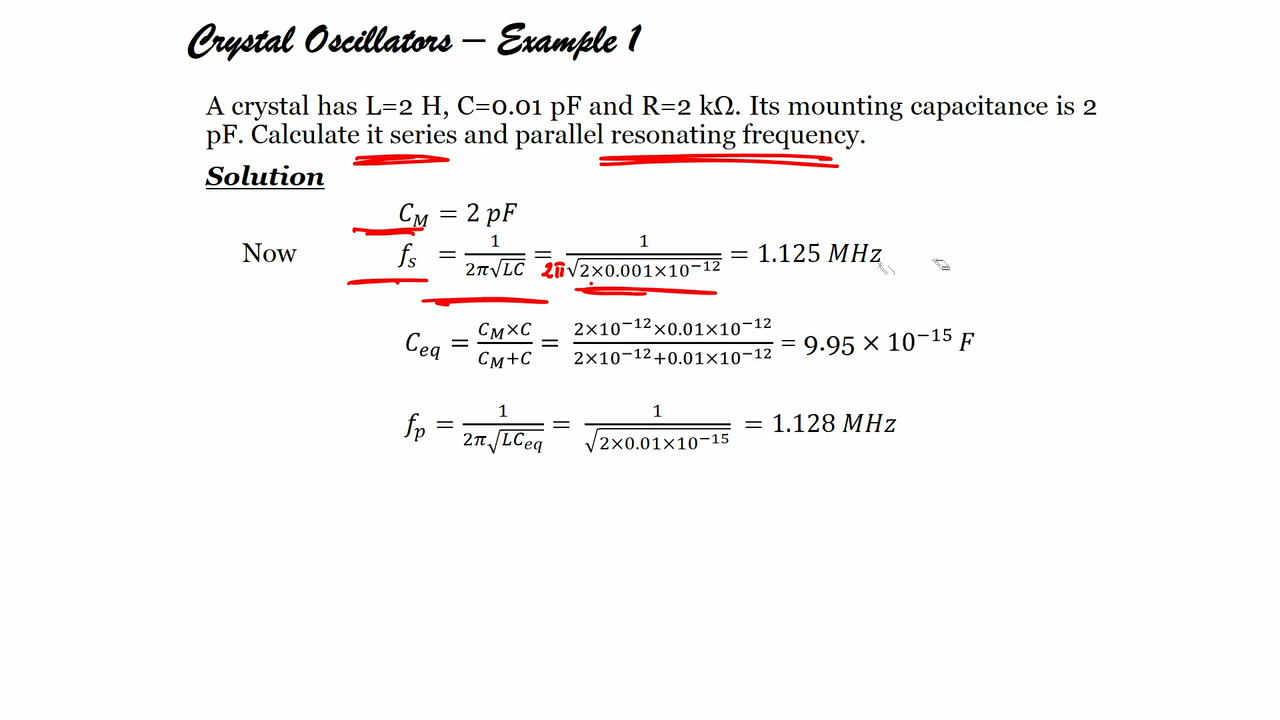 Crystal Oscillators – Example 1
A crystal has L=2 H, C=0.01 pF and R=2 kΩ. Its mounting capacitance is 2
pF. Calculate it series and parallel resonating frequency.
Solution
C_M = 2 pF
Now f_s = 1/(2π√(LC)) = 1/(2π√(2×0.001×10^−12)) = 1.125 MHz
C_eq = (C_M×C)/(C_M+C) = (2×10^−12×0.01×10^−12)/(2×10^−12+0.01×10^−12) = 9.95 × 10^−15 F
f_p = 1/(2π√(LC_eq)) = 1/√(2×0.01×10^−15) = 1.128 MHz